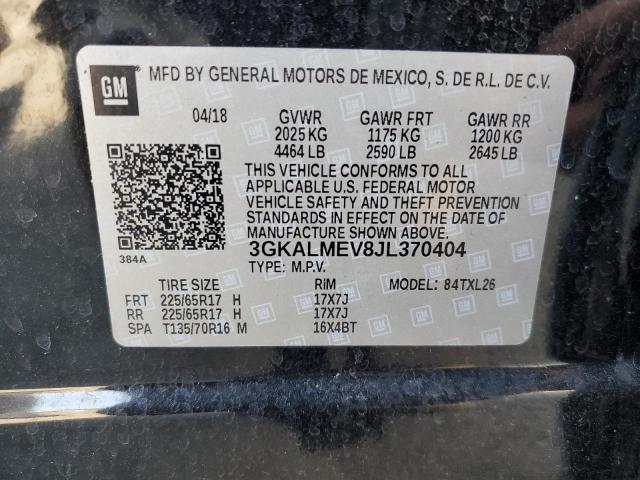 GM
MFD BY GENERAL MOTORS DE MEXICO, S. DE R.L. DE C.V.
04/18 GVWR GAWR FRT GAWR RR
2025 KG 1175 KG 1200 KG
4464 LB 2590 LB 2645 LB
THIS VEHICLE CONFORMS TO ALL
APPLICABLE U.S. FEDERAL MOTOR
VEHICLE SAFETY AND THEFT PREVENTION
STANDARDS IN EFFECT ON THE DATE OF
MANUFACTURE SHOWN ABOVE.
384A 3GKALMEV8JL370404
TYPE: M.P.V.
TIRE SIZE RIM MODEL: 84TXL26
FRT 225/65R17 H 17X7J
RR 225/65R17 H 17X7J
SPA T135/70R16 M 16X4BT